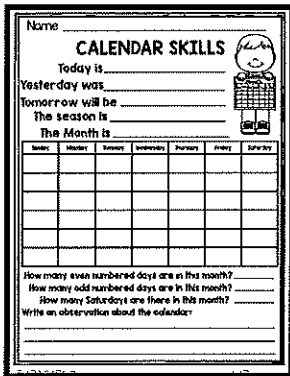 Name
CALENDAR SKILLS
Today is
Yesterday was
Tomorrow will be
The season is
The Month is
Sunday Monday Tuesday Wednesday Thursday Friday Saturday
How many even numbered days are in this month?
How many odd numbered days are in this month?
How many Saturdays are there in this month?
Write an observation about the calendar: